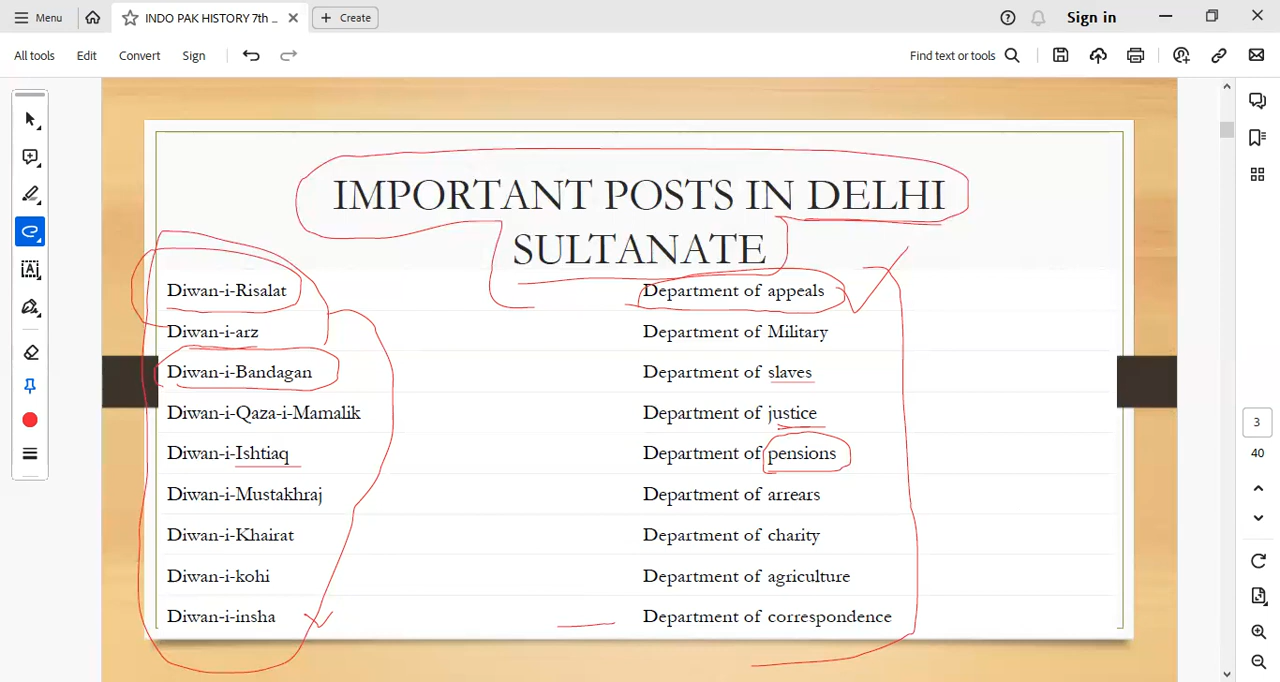 Menu
INDO PAK HISTORY 7th ...
Create
Sign in
All tools
Edit
Convert
Sign
Find text or tools
IMPORTANT POSTS IN DELHI
SULTANATE
Diwan-i-Risalat Department of appeals
Diwan-i-arz Department of Military
Diwan-i-Bandagan Department of slaves
Diwan-i-Qaza-i-Mamalik Department of justice
Diwan-i-Ishtiaq Department of pensions
Diwan-i-Mustakhraj Department of arrears
Diwan-i-Khairat Department of charity
Diwan-i-kohi Department of agriculture
Diwan-i-insha Department of correspondence
3
40